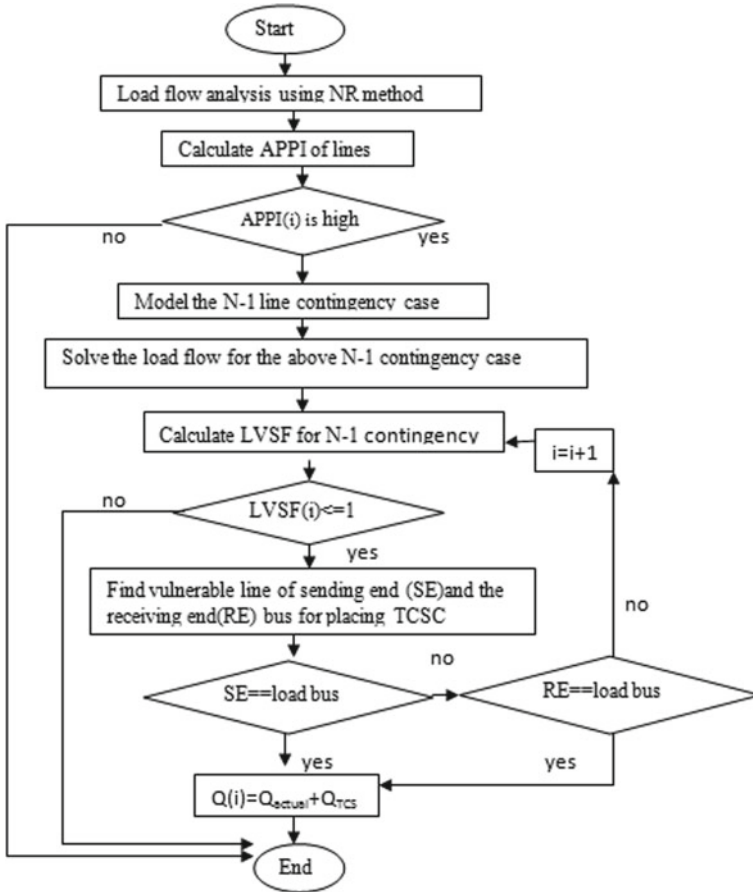 Start
Load flow analysis using NR method
Calculate APPI of lines
APPI(i) is high
no
yes
Model the N-1 line contingency case
Solve the load flow for the above N-1 contingency case
Calculate LVSF for N-1 contingency
i=i+1
no
LVSF(i)<=1
yes
Find vulnerable line of sending end (SE)and the
receiving end(RE) bus for placing TCSC
no
no
SE==load bus
RE==load bus
yes
yes
Q(i)=Qactual+QTCS
End